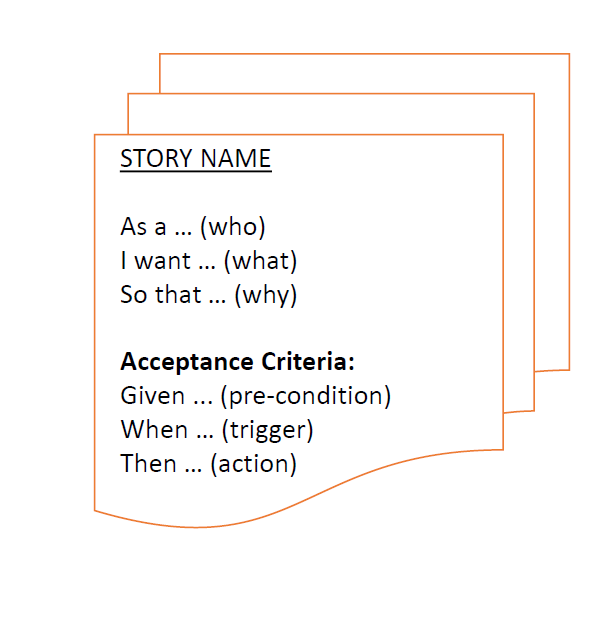 STORY NAME
As a … (who)
I want … (what)
So that … (why)
Acceptance Criteria:
Given ... (pre-condition)
When … (trigger)
Then … (action)